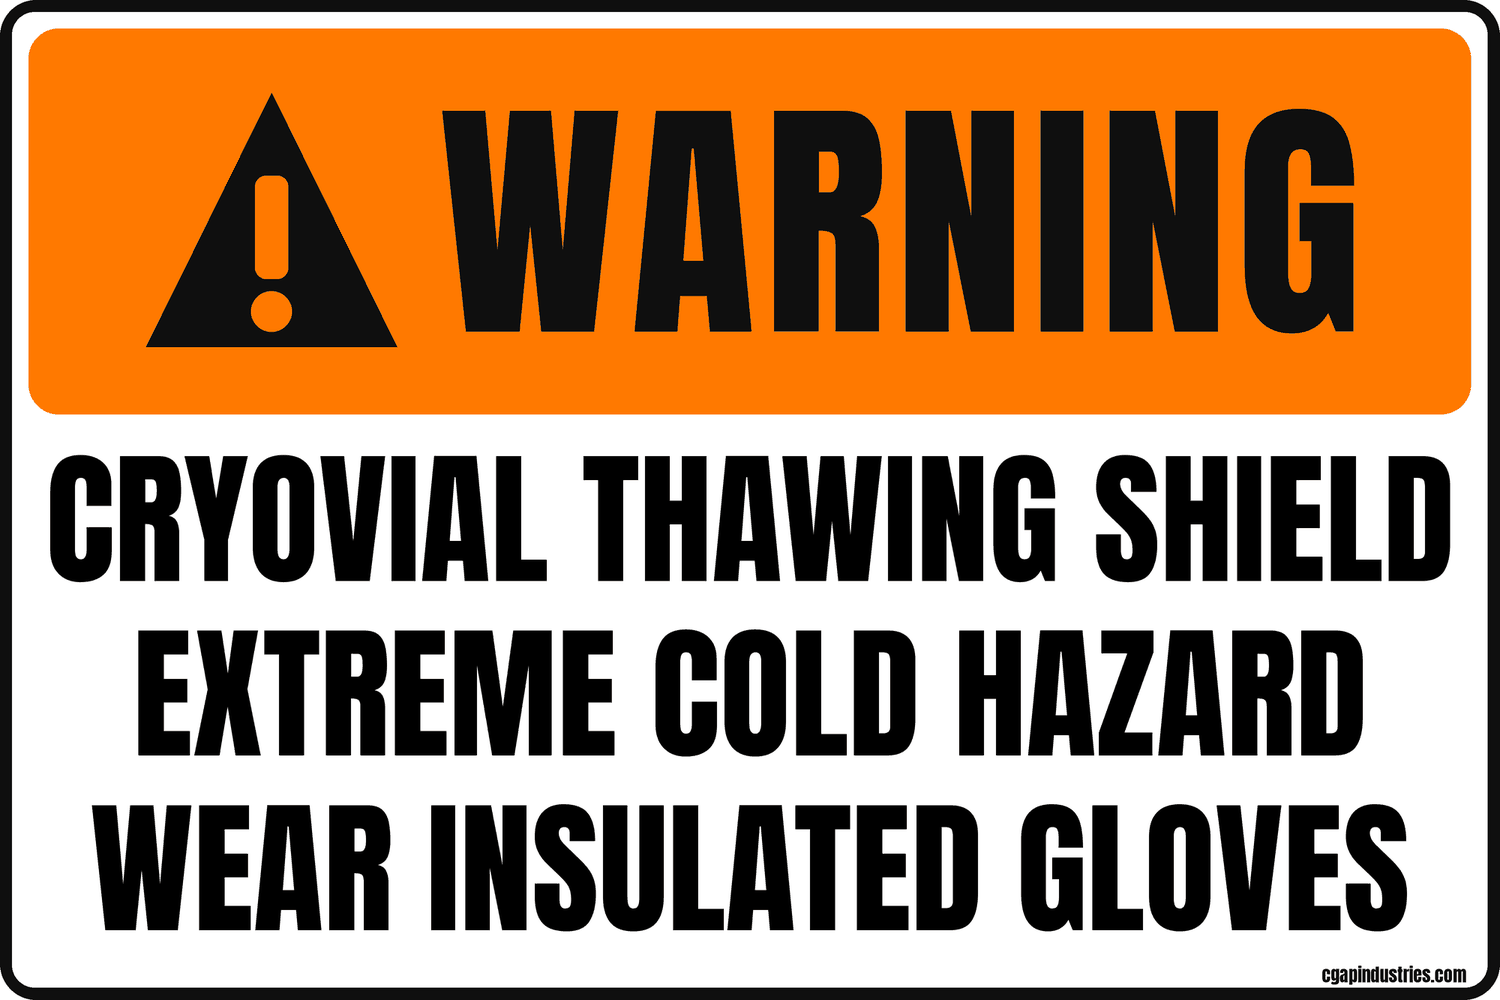 WARNING
CRYOVIAL THAWING SHIELD
EXTREME COLD HAZARD
WEAR INSULATED GLOVES
cgapindustries.com